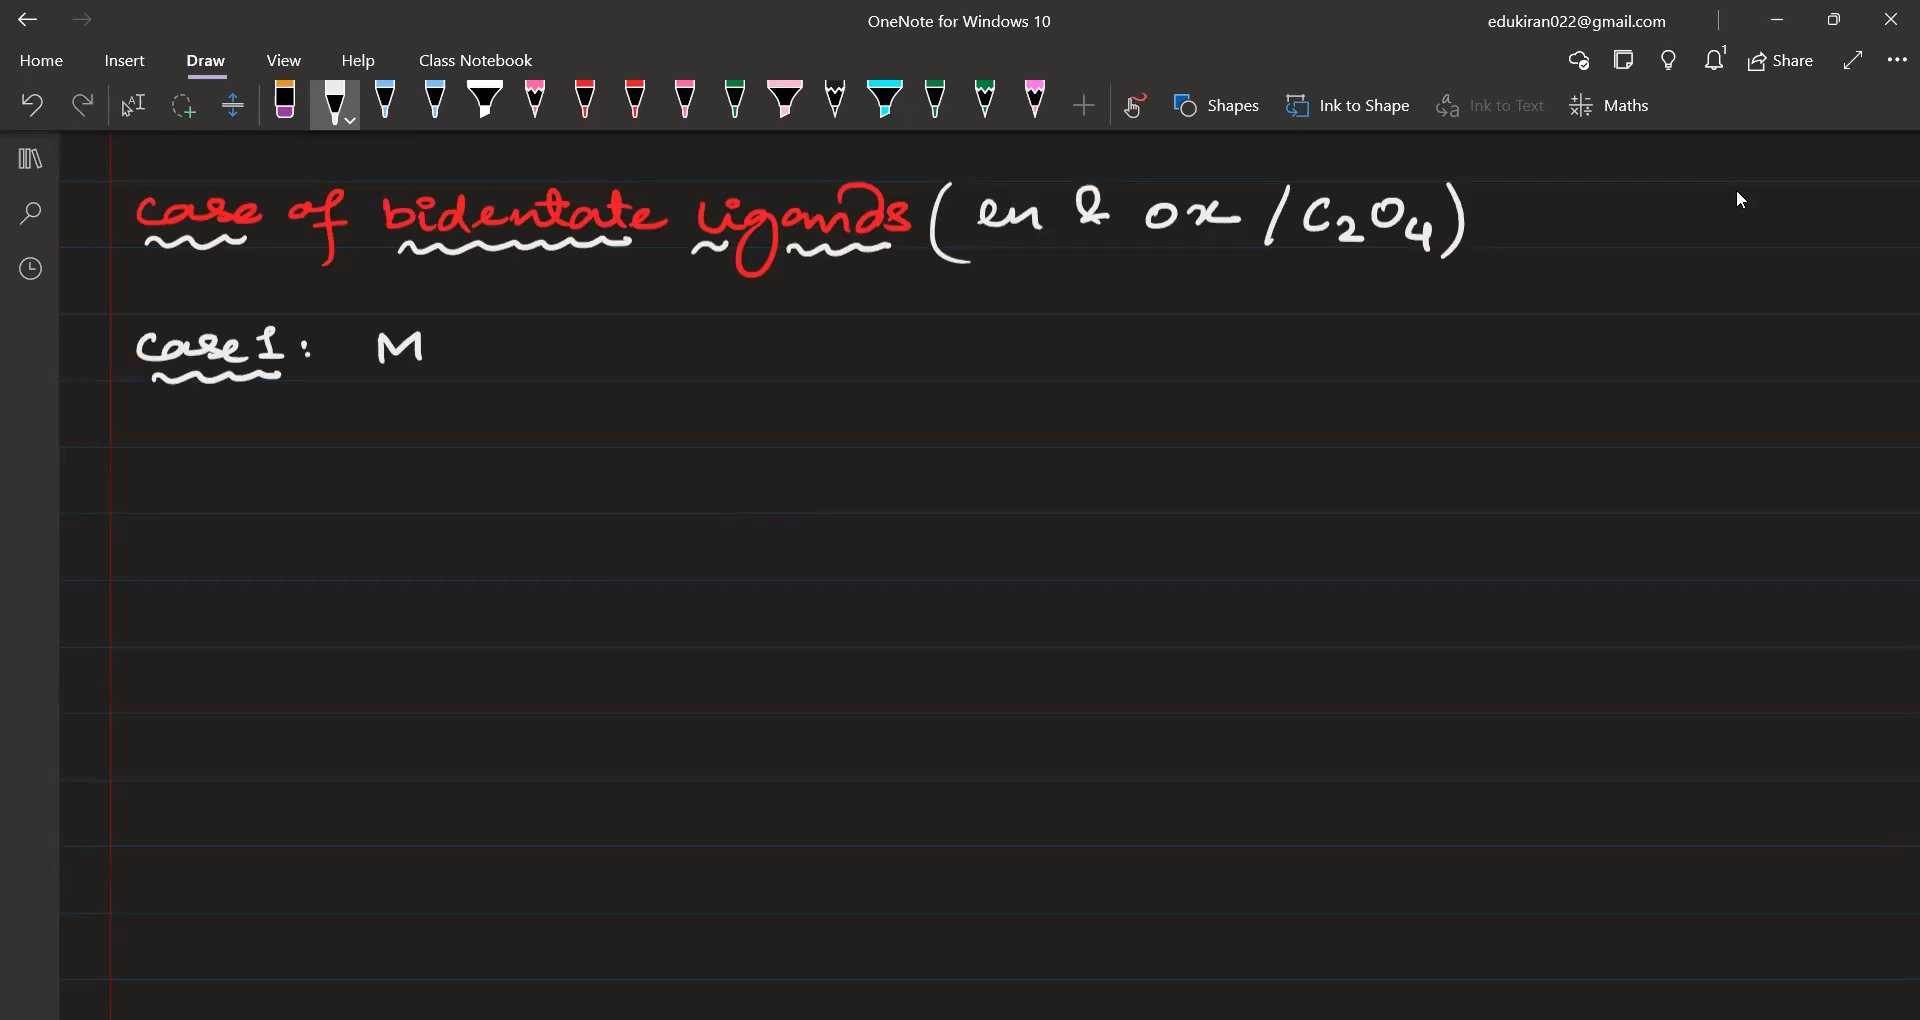 OneNote for Windows 10
edukiran022@gmail.com
Home Insert Draw View Help Class Notebook
1 Share
Shapes Ink to Shape Ink to Text Maths
case of bidentate ligands (en & ox / C₂O₄)
case 1: M